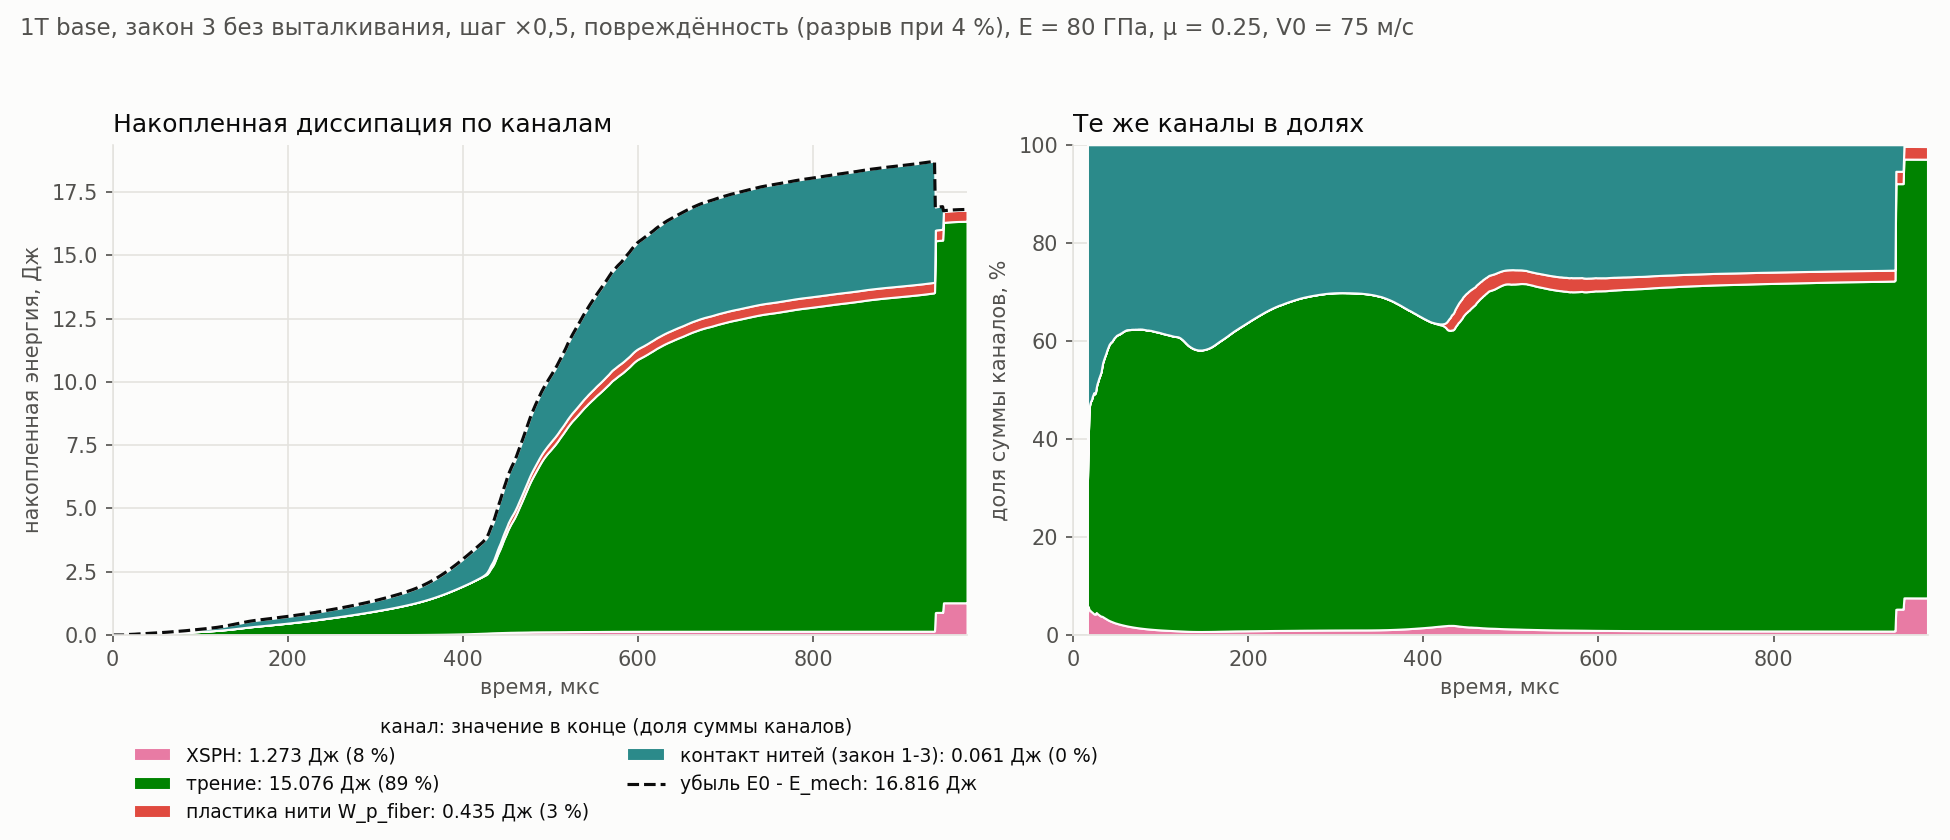 1T base, закон 3 без выталкивания, шаг ×0,5, повреждённость (разрыв при 4 %), E = 80 ГПа, μ = 0.25, V0 = 75 м/с
Накопленная диссипация по каналам
накопленная энергия, Дж
17.5
15.0
12.5
10.0
7.5
5.0
2.5
0.0
0 200 400 600 800
время, мкс
Те же каналы в долях
доля суммы каналов, %
100
80
60
40
20
0
0 200 400 600 800
время, мкс
канал: значение в конце (доля суммы каналов)
XSPH: 1.273 Дж (8 %)
трение: 15.076 Дж (89 %)
пластика нити W_p_fiber: 0.435 Дж (3 %)
контакт нитей (закон 1-3): 0.061 Дж (0 %)
убыль E0 - E_mech: 16.816 Дж